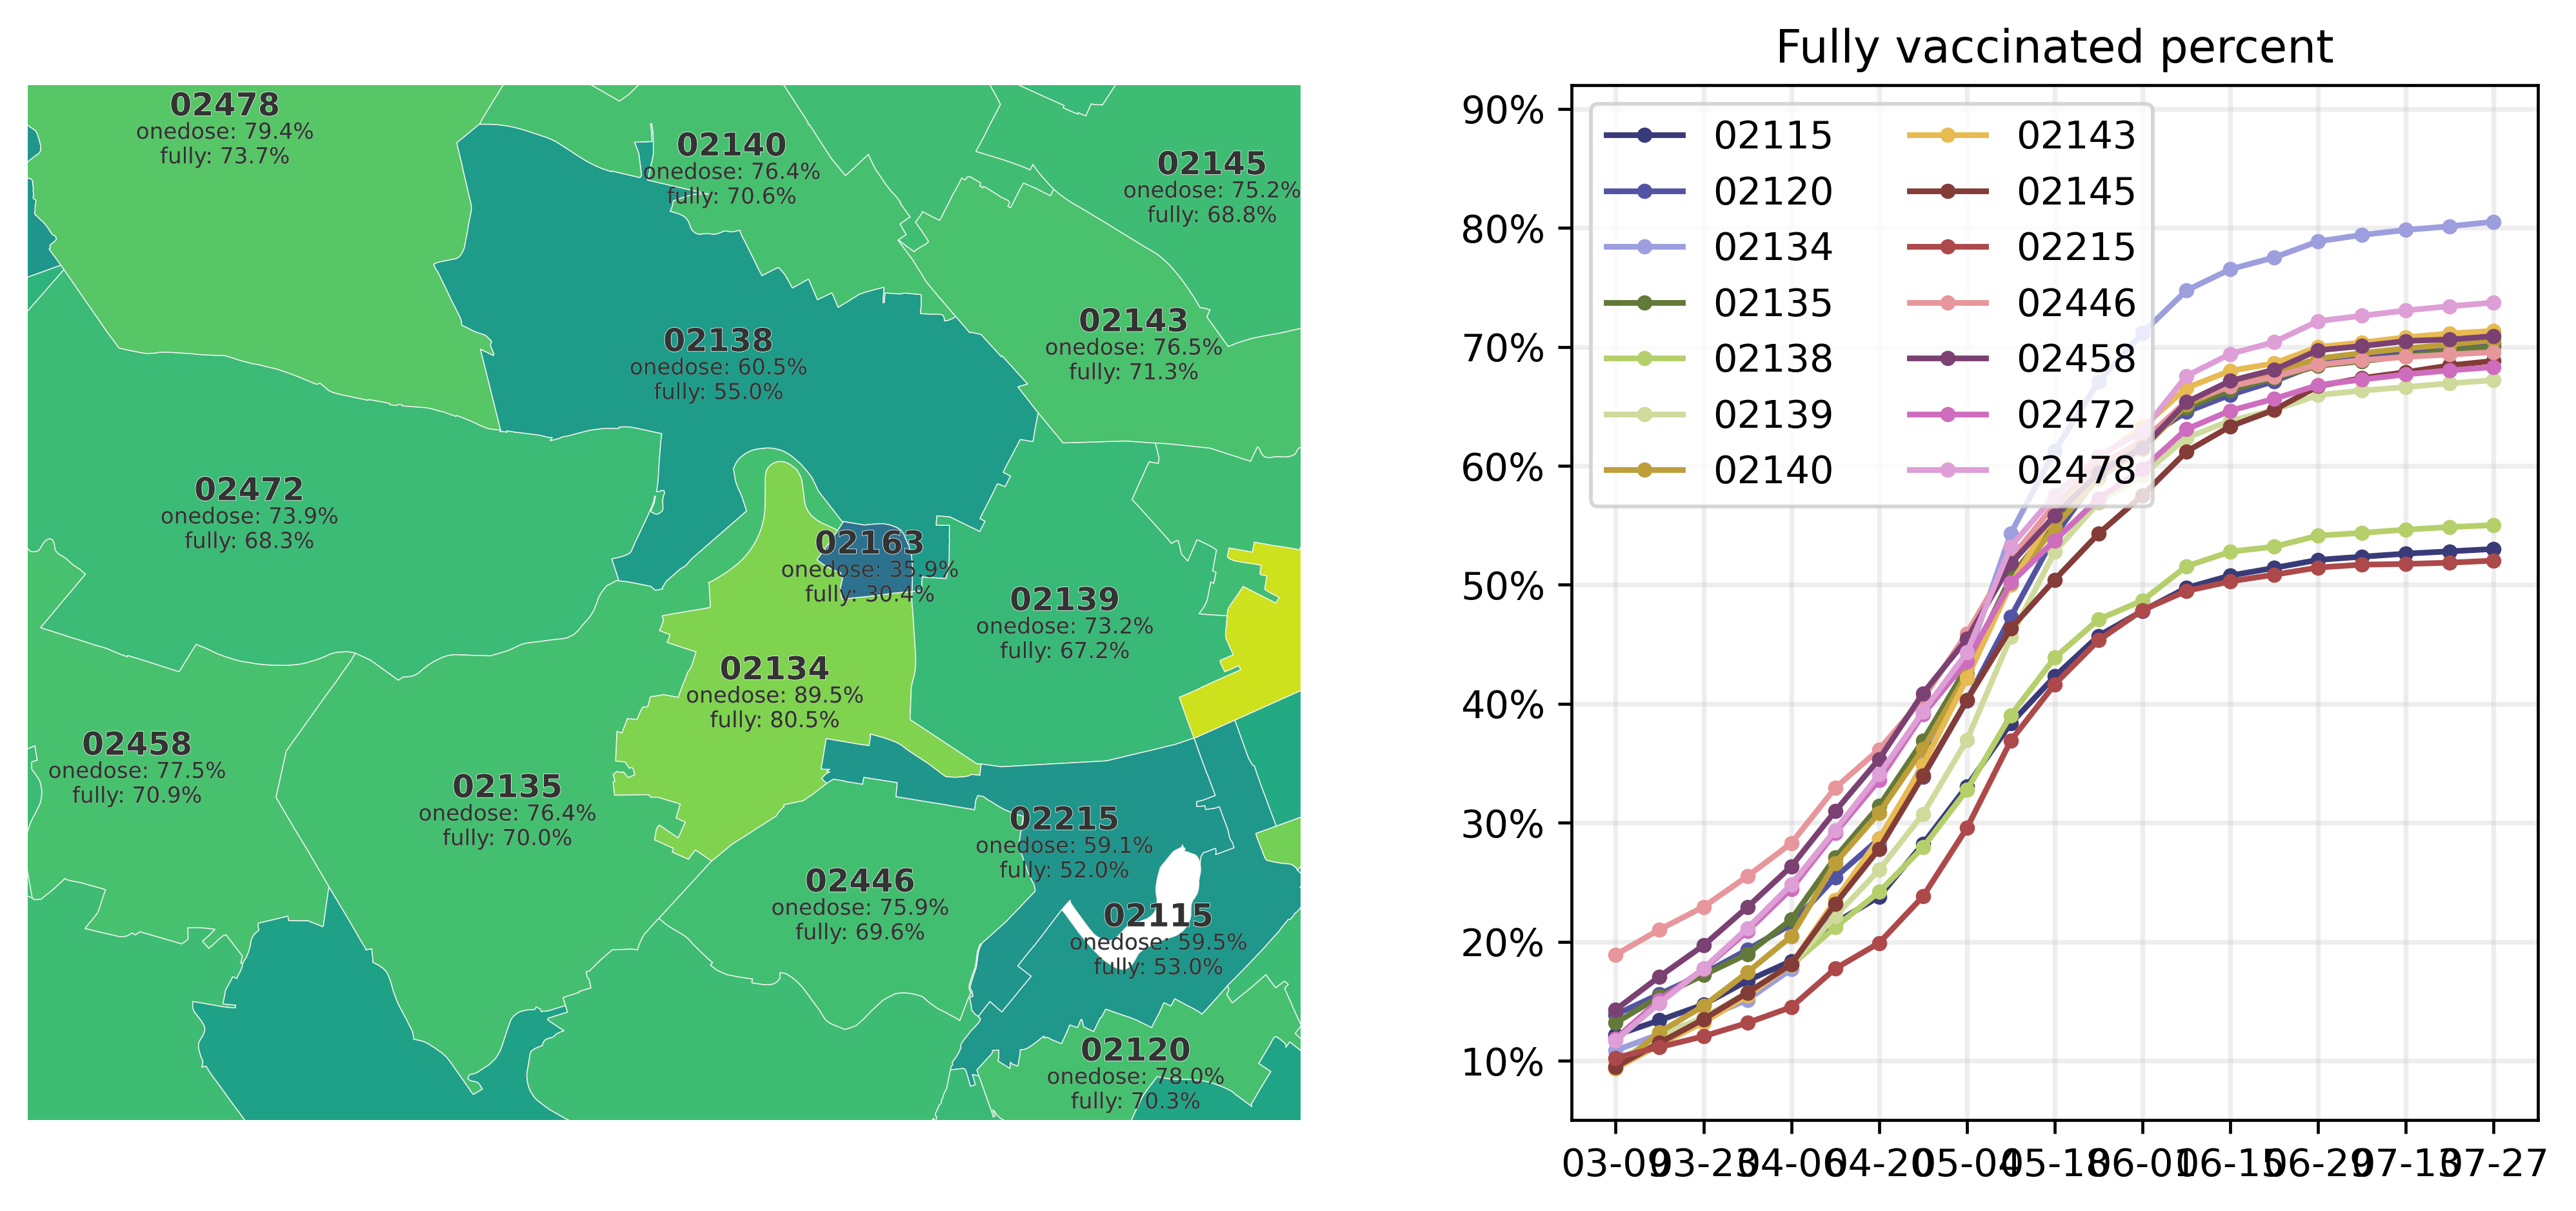 02478
onedose: 79.4%
fully: 73.7%
02140
onedose: 76.4%
fully: 70.6%
02145
onedose: 75.2%
fully: 68.8%
02138
onedose: 60.5%
fully: 55.0%
02143
onedose: 76.5%
fully: 71.3%
02472
onedose: 73.9%
fully: 68.3%
02163
onedose: 35.9%
fully: 30.4%
02139
onedose: 73.2%
fully: 67.2%
02134
onedose: 89.5%
fully: 80.5%
02458
onedose: 77.5%
fully: 70.9%
02135
onedose: 76.4%
fully: 70.0%
02215
onedose: 59.1%
fully: 52.0%
02446
onedose: 75.9%
fully: 69.6%
02115
onedose: 59.5%
fully: 53.0%
02120
onedose: 78.0%
fully: 70.3%
Fully vaccinated percent
90%
80%
70%
60%
50%
40%
30%
20%
10%
02115
02120
02134
02135
02138
02139
02140
02143
02145
02215
02446
02458
02472
02478
03-09 03-23 04-06 04-20 05-04 05-18 06-01 06-15 06-29 07-13 07-27